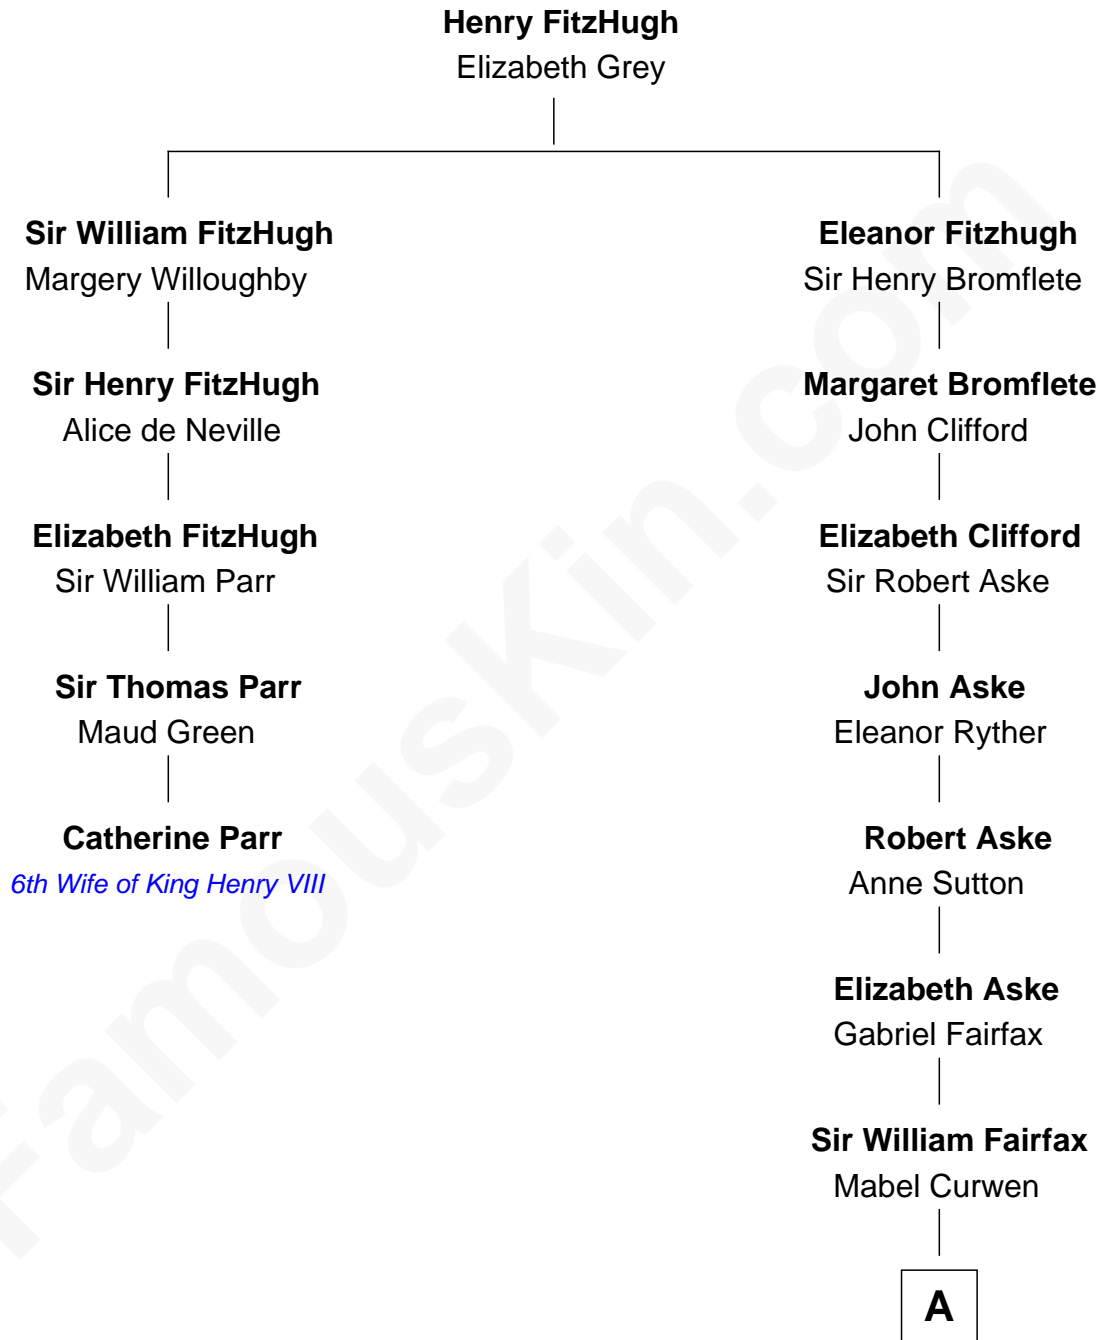 Henry FitzHugh
Elizabeth Grey
Sir William FitzHugh
Margery Willoughby
Sir Henry FitzHugh
Alice de Neville
Elizabeth FitzHugh
Sir William Parr
Sir Thomas Parr
Maud Green
Catherine Parr
6th Wife of King Henry VIII
Eleanor Fitzhugh
Sir Henry Bromflete
Margaret Bromflete
John Clifford
Elizabeth Clifford
Sir Robert Aske
John Aske
Eleanor Ryther
Robert Aske
Anne Sutton
Elizabeth Aske
Gabriel Fairfax
Sir William Fairfax
Mabel Curwen
A
FamousKin.com